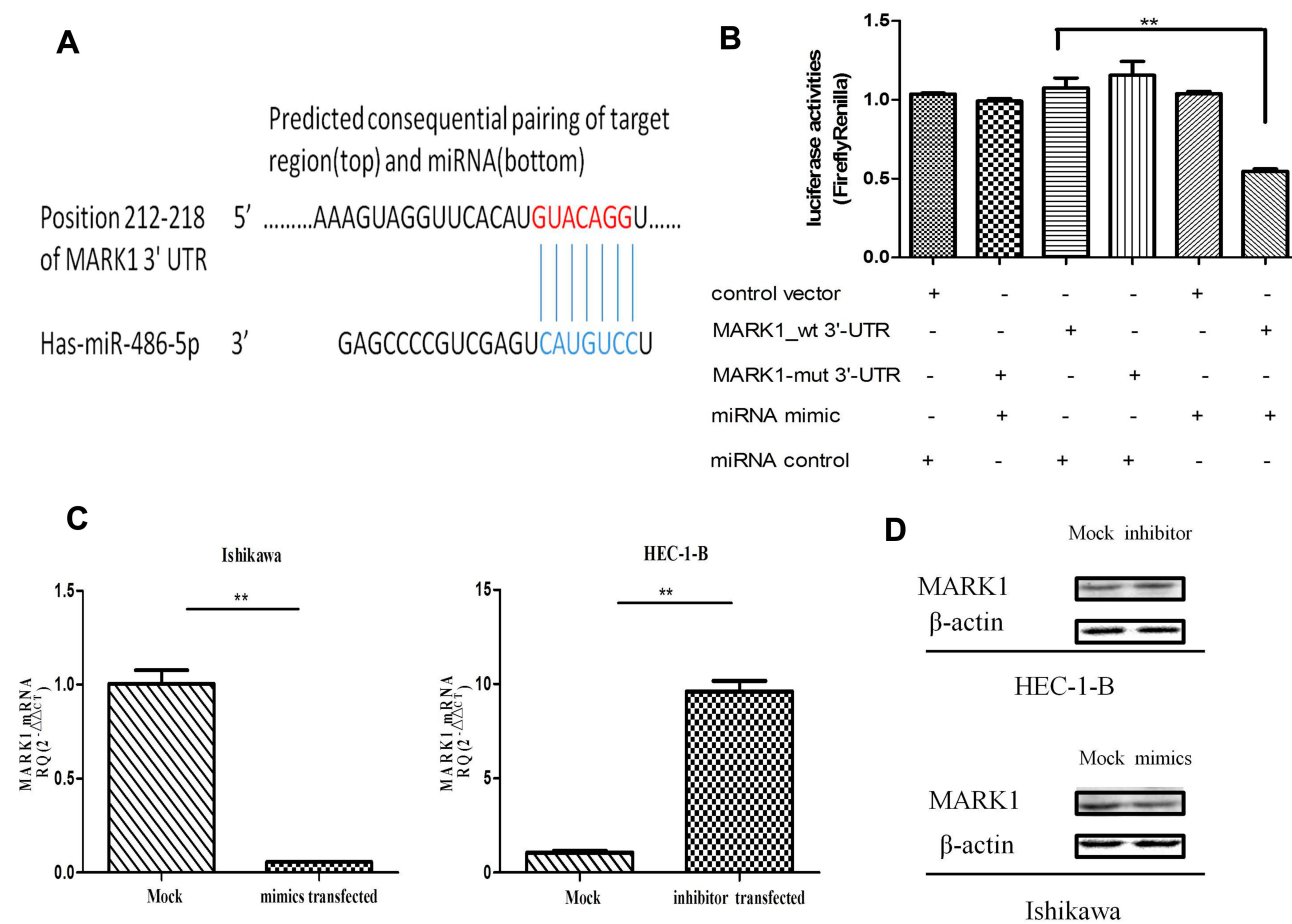 A
Predicted consequential pairing of target
region(top) and miRNA(bottom)
Position 212-218 5' .........AAAGUAGGUUCACAUGUACAGGU......
of MARK1 3' UTR
Has-miR-486-5p 3' GAGCCCCGUCGAGUCAUGUCCU
B
luciferase activities
(FireflyRenilla)
1.5
1.0
0.5
0.0
**
control vector + - - - + -
MARK1_wt 3'-UTR - - + - - +
MARK1-mut 3'-UTR - + - + - -
miRNA mimic - + - - + +
miRNA control + - + + - -
C
Ishikawa
MARK1 mRNA
RQ(2-△△CT)
1.5
1.0
0.5
0.0
**
Mock mimics transfected
HEC-1-B
MARK1 mRNA
RQ(2-△△CT)
15
10
5
0
**
Mock inhibitor transfected
D
Mock inhibitor
MARK1
β-actin
HEC-1-B
Mock mimics
MARK1
β-actin
Ishikawa